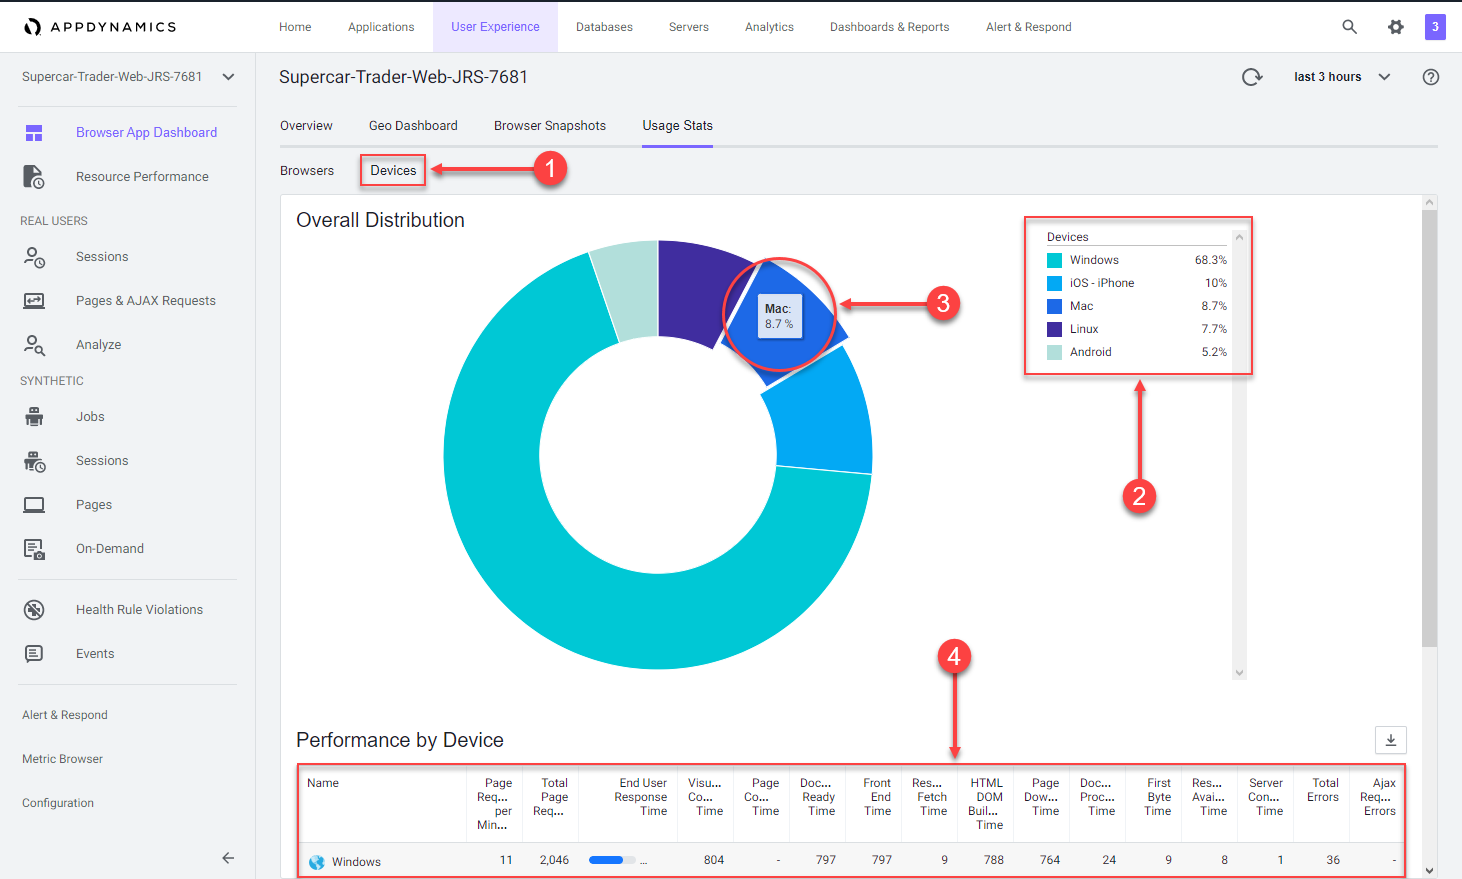 APPDYNAMICS
Home Applications User Experience Databases Servers Analytics Dashboards & Reports Alert & Respond 3
Supercar-Trader-Web-JRS-7681
Supercar-Trader-Web-JRS-7681 last 3 hours ?
Browser App Dashboard
Resource Performance
REAL USERS
Sessions
Pages & AJAX Requests
Analyze
SYNTHETIC
Jobs
Sessions
Pages
On-Demand
Health Rule Violations
Events
Alert & Respond
Metric Browser
Configuration
Overview Geo Dashboard Browser Snapshots Usage Stats
Browsers Devices 1
Overall Distribution
Mac:
8.7 %
3
Devices
Windows 68.3%
iOS - iPhone 10%
Mac 8.7%
Linux 7.7%
Android 5.2%
2
4
Performance by Device
Name
Page Req... per Min...
Total Page Req...
End User Response Time
Visu... Co... Time
Page Co... Time
Doc... Ready Time
Front End Time
Res... Fetch Time
HTML DOM Buil... Time
Page Dow... Time
Doc... Proc... Time
First Byte Time
Res... Avai... Time
Server Con... Time
Total Errors
Ajax Req... Errors
Windows 11 2,046 ... 804 - 797 797 9 788 764 24 9 8 1 36 -